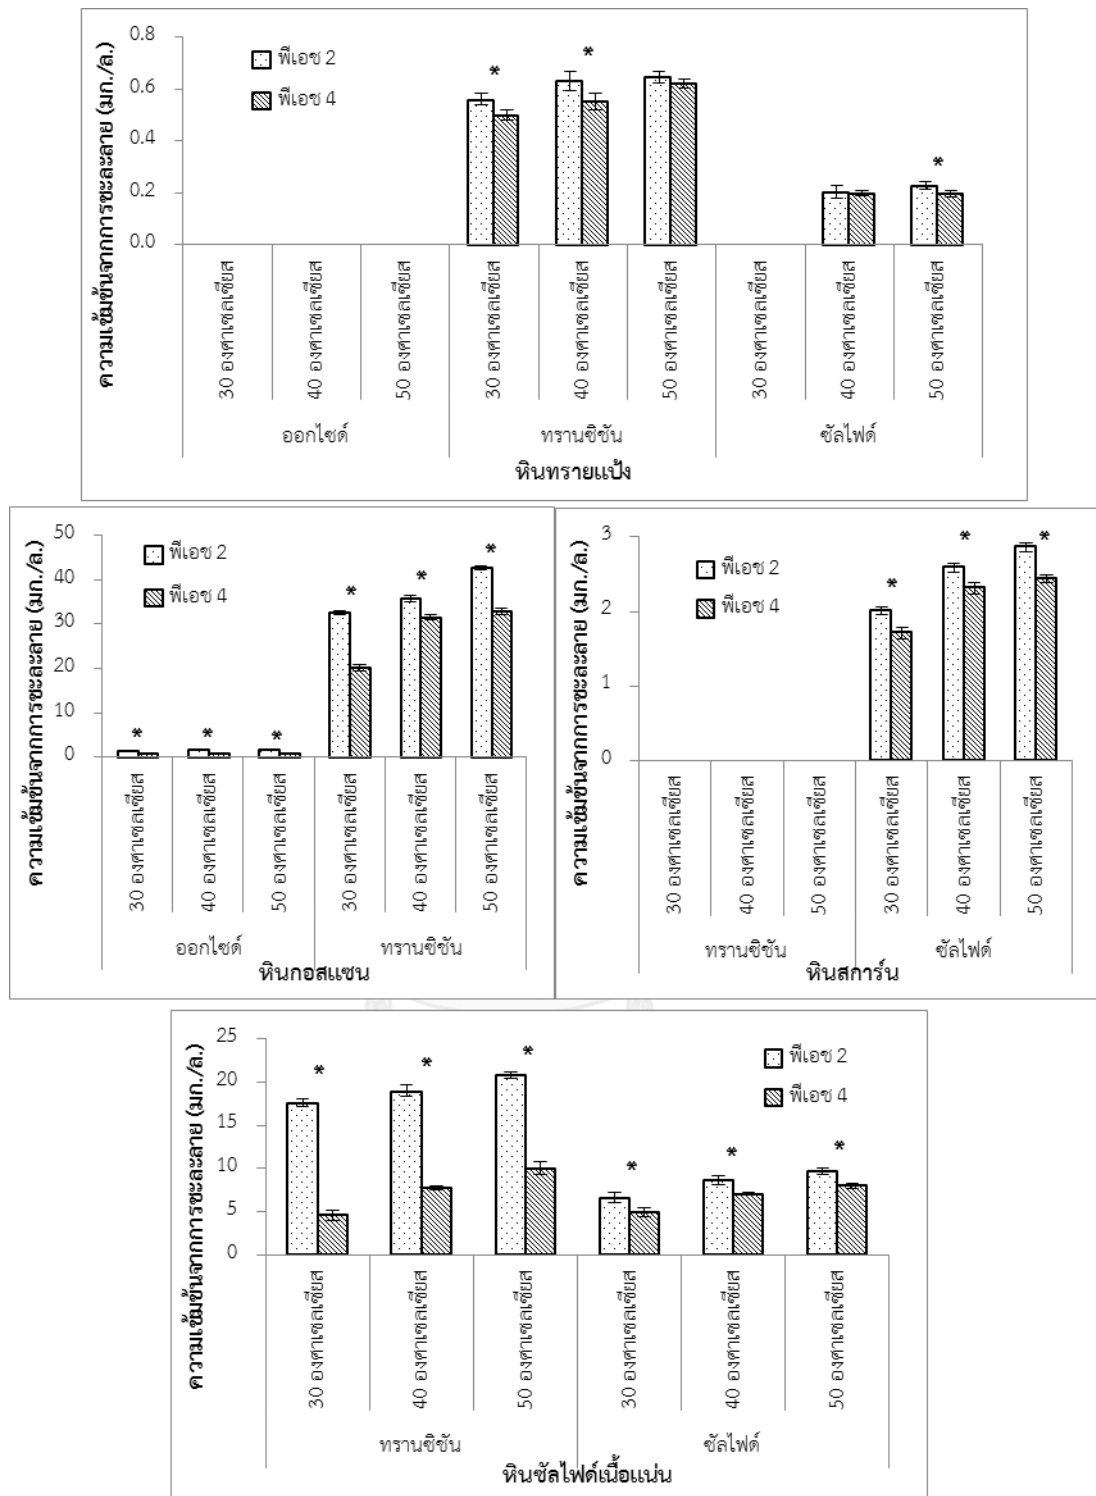 0.8
0.6
0.4
0.2
0.0
ความเข้มข้นจากการชะละลาย (มก./ล.)
พีเอช 2
พีเอช 4
*
*
*
30 องศาเซลเซียส
40 องศาเซลเซียส
50 องศาเซลเซียส
30 องศาเซลเซียส
40 องศาเซลเซียส
50 องศาเซลเซียส
30 องศาเซลเซียส
40 องศาเซลเซียส
50 องศาเซลเซียส
ออกไซด์ ทรานซิชัน ซัลไฟด์
หินทรายแป้ง
50
40
30
20
10
0
ความเข้มข้นจากการชะละลาย (มก./ล.)
พีเอช 2
พีเอช 4
* * * * * *
30 องศาเซลเซียส
40 องศาเซลเซียส
50 องศาเซลเซียส
30 องศาเซลเซียส
40 องศาเซลเซียส
50 องศาเซลเซียส
ออกไซด์ ทรานซิชัน
หินกอสแซน
3
2
1
0
ความเข้มข้นจากการชะละลาย (มก./ล.)
พีเอช 2
พีเอช 4
* * *
30 องศาเซลเซียส
40 องศาเซลเซียส
50 องศาเซลเซียส
30 องศาเซลเซียส
40 องศาเซลเซียส
50 องศาเซลเซียส
ทรานซิชัน ซัลไฟด์
หินสการ์น
25
20
15
10
5
0
ความเข้มข้นจากการชะละลาย (มก./ล.)
พีเอช 2
พีเอช 4
* * * * * *
30 องศาเซลเซียส
40 องศาเซลเซียส
50 องศาเซลเซียส
30 องศาเซลเซียส
40 องศาเซลเซียส
50 องศาเซลเซียส
ทรานซิชัน ซัลไฟด์
หินซัลไฟด์เนื้อแน่น